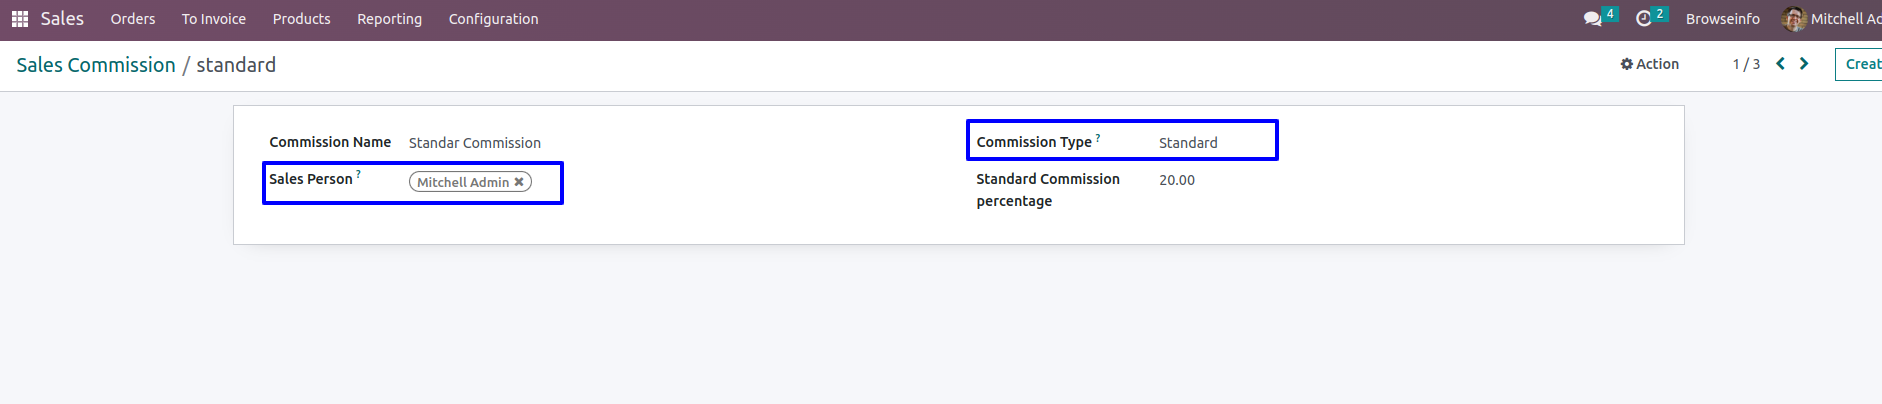 Sales Orders To Invoice Products Reporting Configuration 4 2 Browseinfo Mitchell Ad
Sales Commission / standard Action 1 / 3 Creat
Commission Name Standar Commission Commission Type ? Standard
Sales Person ? Mitchell Admin ✖ Standard Commission 20.00
percentage